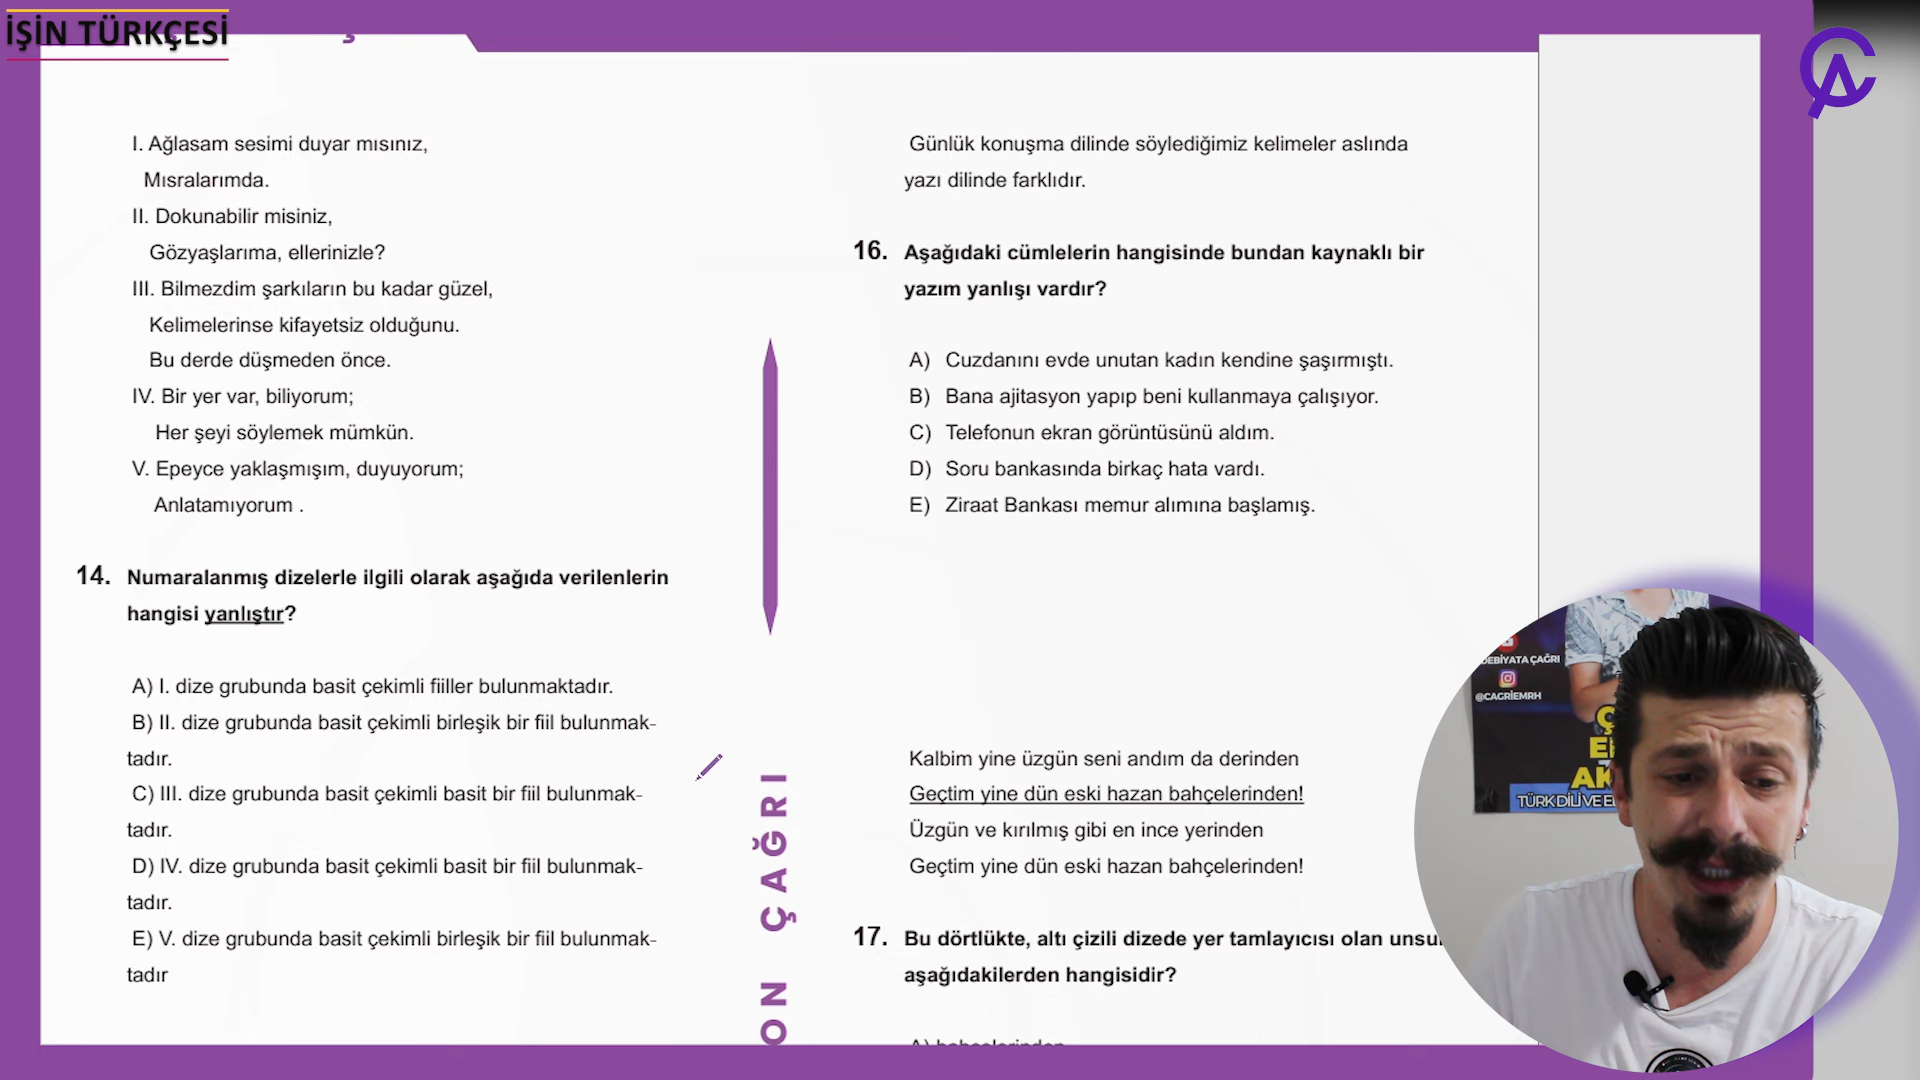 İŞİN TÜRKÇESİ
I. Ağlasam sesimi duyar mısınız,
Mısralarımda.
II. Dokunabilir misiniz,
Gözyaşlarıma, ellerinizle?
III. Bilmezdim şarkıların bu kadar güzel,
Kelimelerinse kifayetsiz olduğunu.
Bu derde düşmeden önce.
IV. Bir yer var, biliyorum;
Her şeyi söylemek mümkün.
V. Epeyce yaklaşmışım, duyuyorum;
Anlatamıyorum .
14. Numaralanmış dizelerle ilgili olarak aşağıda verilenlerin
hangisi yanlıştır?
A) I. dize grubunda basit çekimli fiiller bulunmaktadır.
B) II. dize grubunda basit çekimli birleşik bir fiil bulunmak-
tadır.
C) III. dize grubunda basit çekimli basit bir fiil bulunmak-
tadır.
D) IV. dize grubunda basit çekimli basit bir fiil bulunmak-
tadır.
E) V. dize grubunda basit çekimli birleşik bir fiil bulunmak-
tadır
ON ÇAĞRI
Günlük konuşma dilinde söylediğimiz kelimeler aslında
yazı dilinde farklıdır.
16. Aşağıdaki cümlelerin hangisinde bundan kaynaklı bir
yazım yanlışı vardır?
A) Cuzdanını evde unutan kadın kendine şaşırmıştı.
B) Bana ajitasyon yapıp beni kullanmaya çalışıyor.
C) Telefonun ekran görüntüsünü aldım.
D) Soru bankasında birkaç hata vardı.
E) Ziraat Bankası memur alımına başlamış.
Kalbim yine üzgün seni andım da derinden
Geçtim yine dün eski hazan bahçelerinden!
Üzgün ve kırılmış gibi en ince yerinden
Geçtim yine dün eski hazan bahçelerinden!
17. Bu dörtlükte, altı çizili dizede yer tamlayıcısı olan
aşağıdakilerden hangisidir?
EBİYATA ÇAĞRI
@CAGRİEMRH
TÜRK DİLİ VE